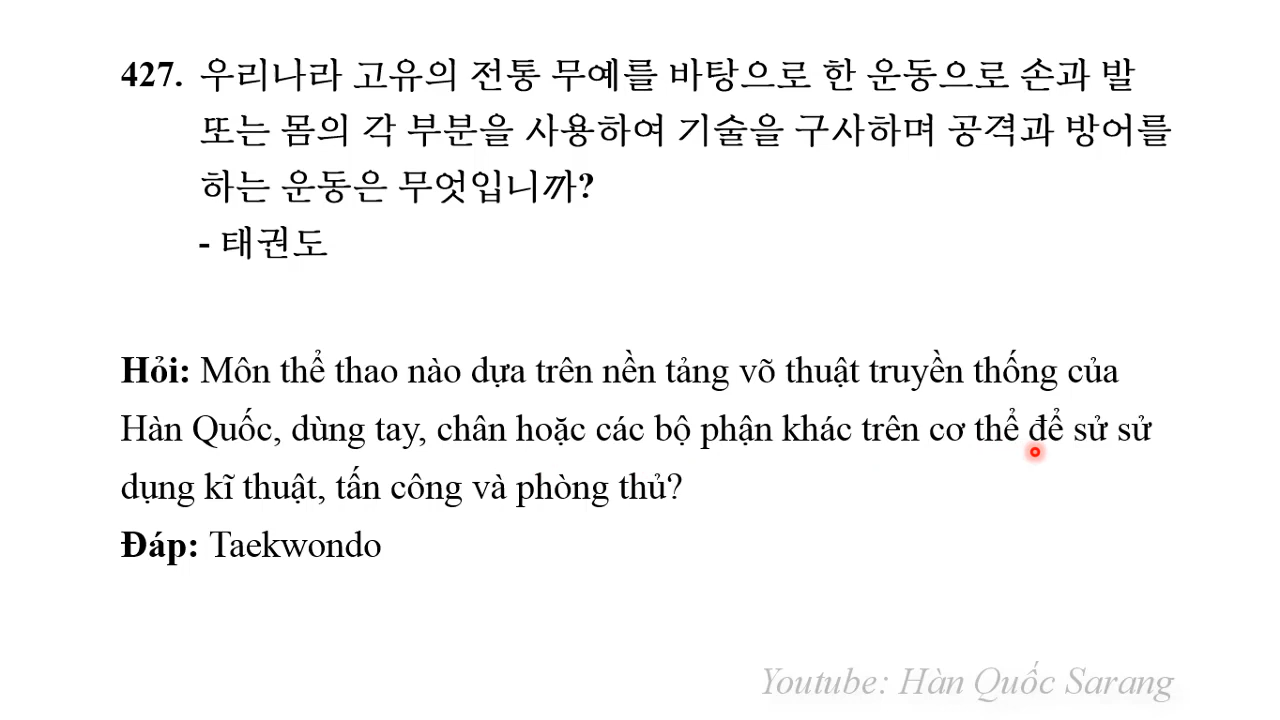 427. 우리나라 고유의 전통 무예를 바탕으로 한 운동으로 손과 발
또는 몸의 각 부분을 사용하여 기술을 구사하며 공격과 방어를
하는 운동은 무엇입니까?
- 태권도
Hỏi: Môn thể thao nào dựa trên nền tảng võ thuật truyền thống của
Hàn Quốc, dùng tay, chân hoặc các bộ phận khác trên cơ thể để sử sử
dụng kĩ thuật, tấn công và phòng thủ?
Đáp: Taekwondo
Youtube: Hàn Quốc Sarang